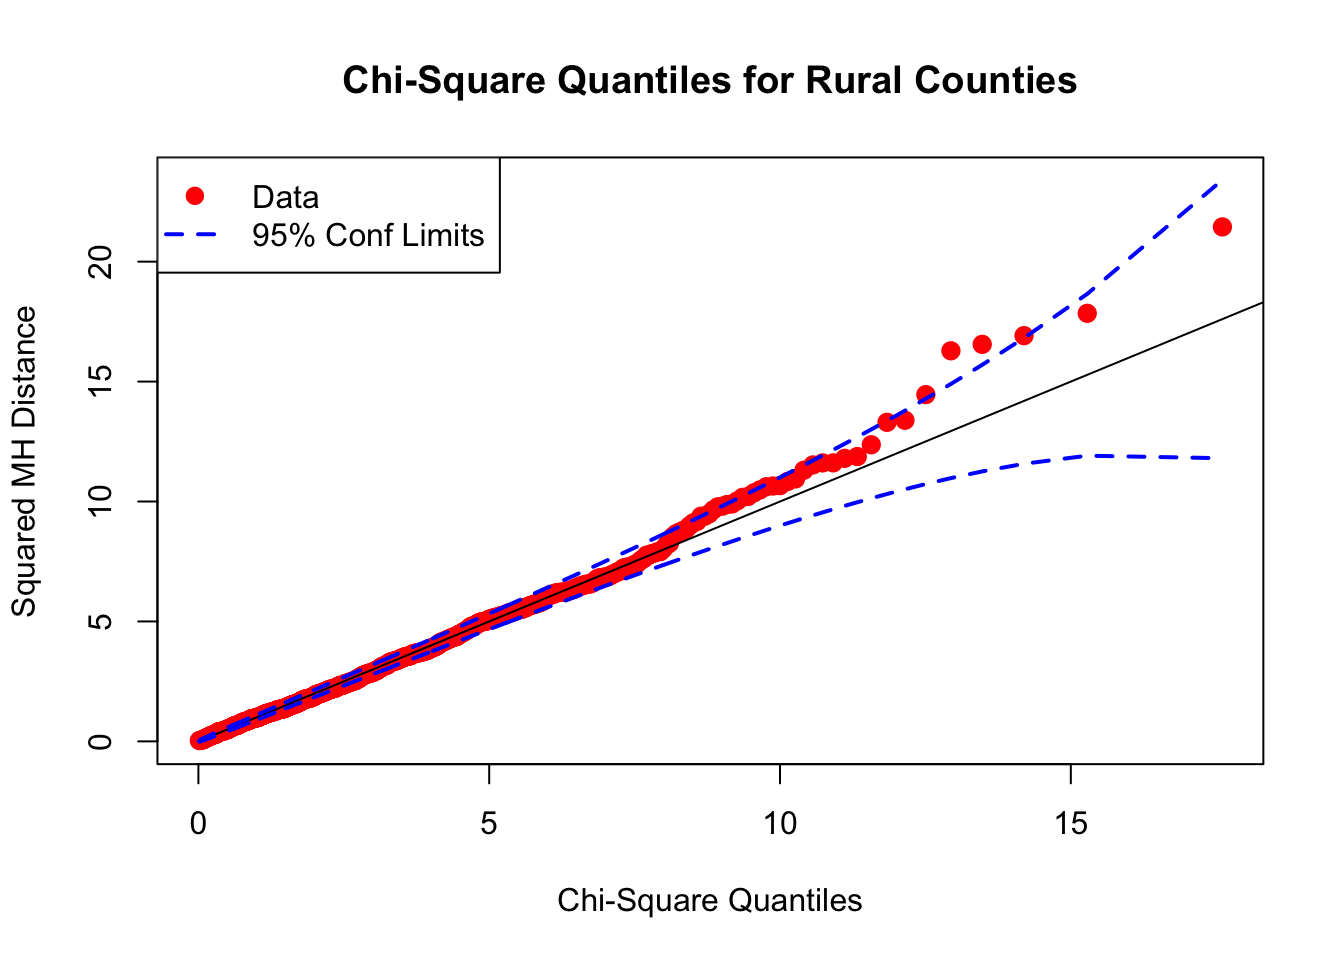 Chi-Square Quantiles for Rural Counties
Data
95% Conf Limits
Squared MH Distance
20
15
10
5
0
0 5 10 15
Chi-Square Quantiles